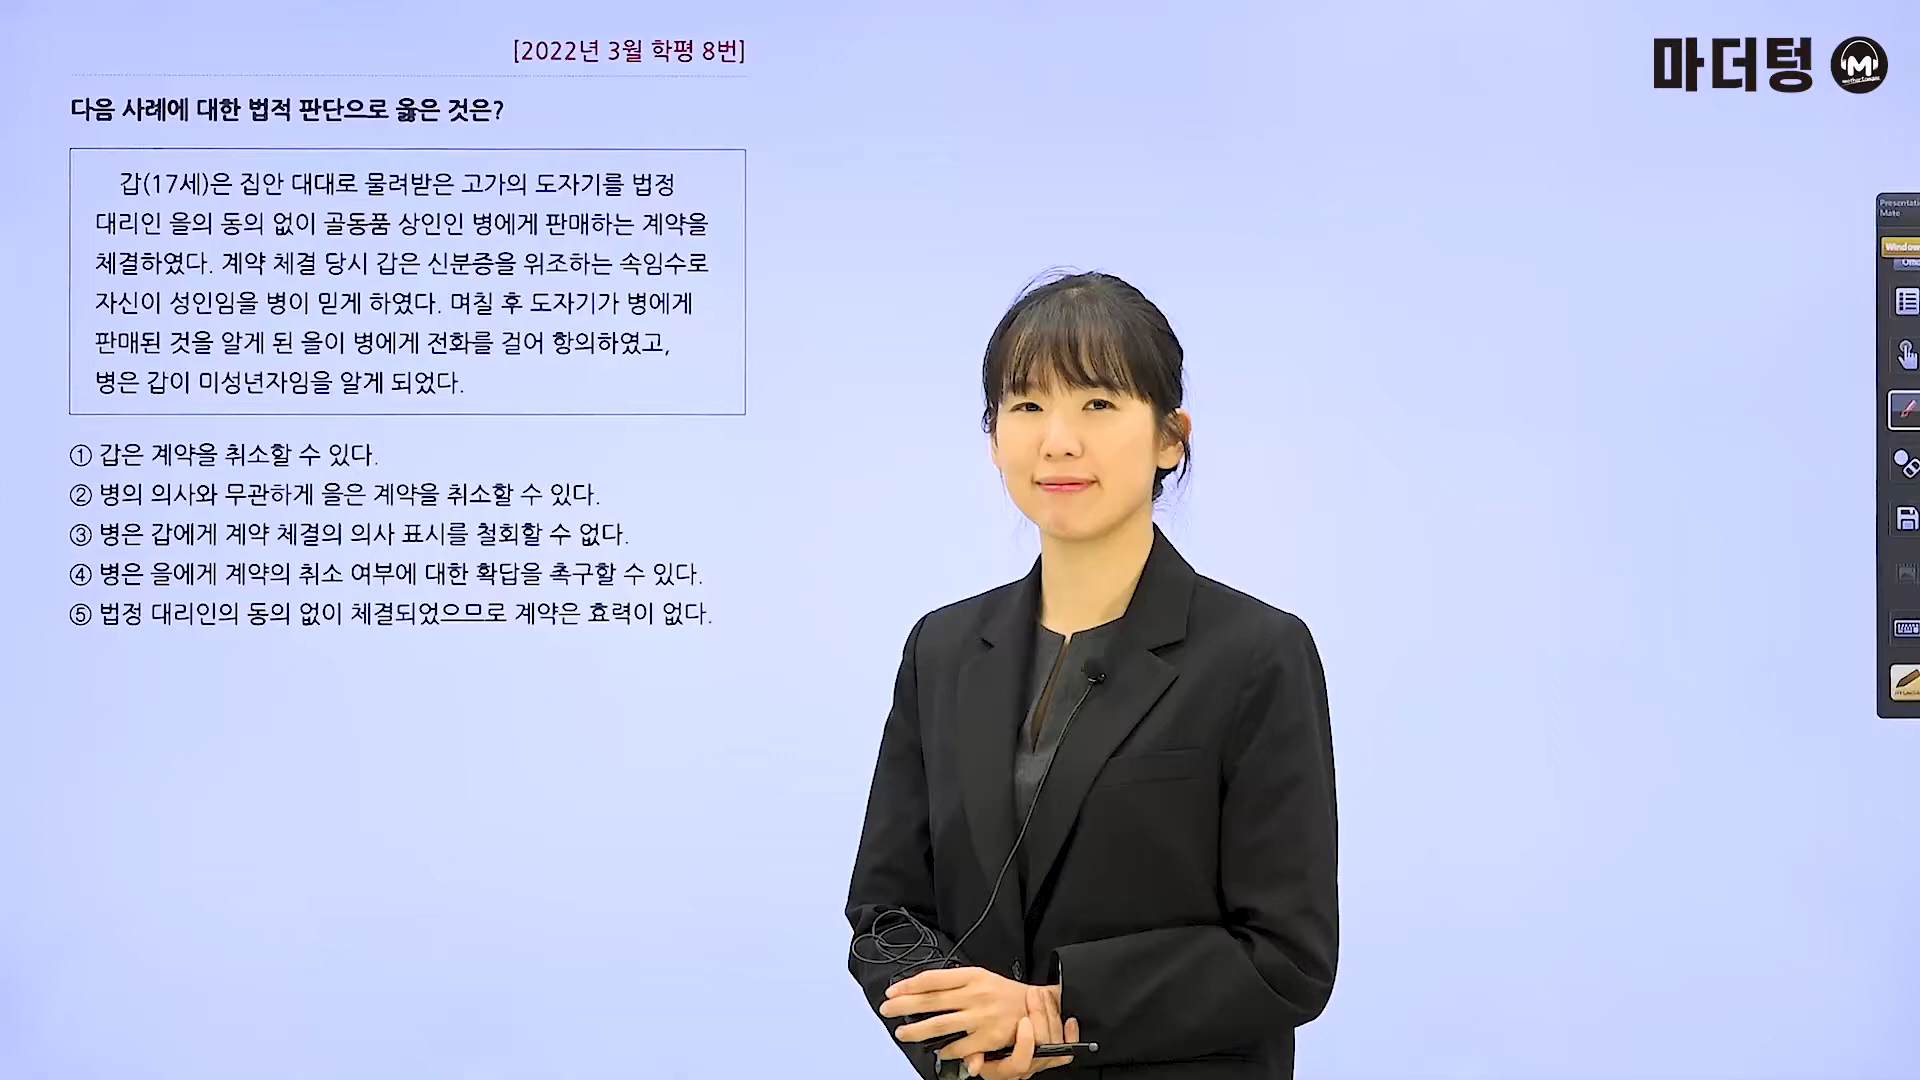 [2022년 3월 학평 8번]
마더텅
M
다음 사례에 대한 법적 판단으로 옳은 것은?
갑(17세)은 집안 대대로 물려받은 고가의 도자기를 법정
대리인 을의 동의 없이 골동품 상인인 병에게 판매하는 계약을
체결하였다. 계약 체결 당시 갑은 신분증을 위조하는 속임수로
자신이 성인임을 병이 믿게 하였다. 며칠 후 도자기가 병에게
판매된 것을 알게 된 을이 병에게 전화를 걸어 항의하였고,
병은 갑이 미성년자임을 알게 되었다.
① 갑은 계약을 취소할 수 있다.
② 병의 의사와 무관하게 을은 계약을 취소할 수 있다.
③ 병은 갑에게 계약 체결의 의사 표시를 철회할 수 없다.
④ 병은 을에게 계약의 취소 여부에 대한 확답을 촉구할 수 있다.
⑤ 법정 대리인의 동의 없이 체결되었으므로 계약은 효력이 없다.
Mate